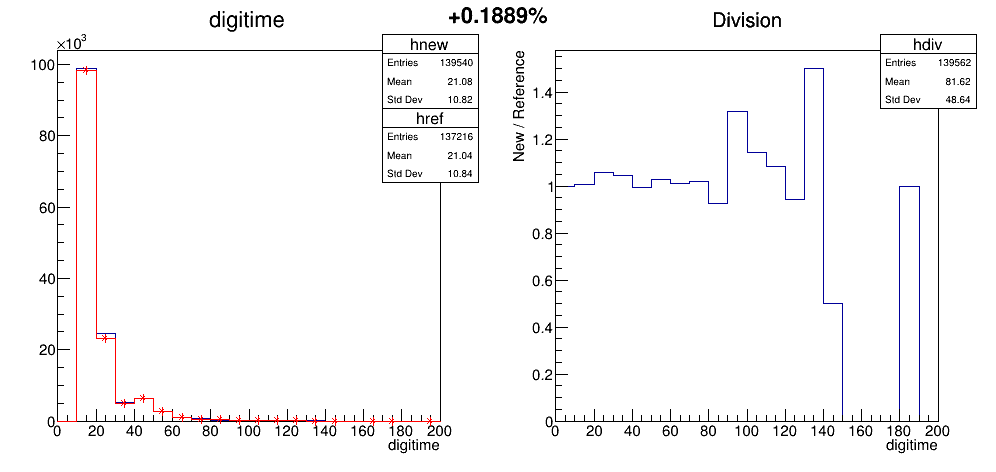 +0.1889%
digitime
×10³
hnew
Entries 139540
Mean 21.08
Std Dev 10.82
href
Entries 137216
Mean 21.04
Std Dev 10.84
100
80
60
40
20
0
0 20 40 60 80 100 120 140 160 180 200
digitime
Division
hdiv
Entries 139562
Mean 81.62
Std Dev 48.64
New / Reference
1.4
1.2
1
0.8
0.6
0.4
0.2
0
0 20 40 60 80 100 120 140 160 180 200
digitime